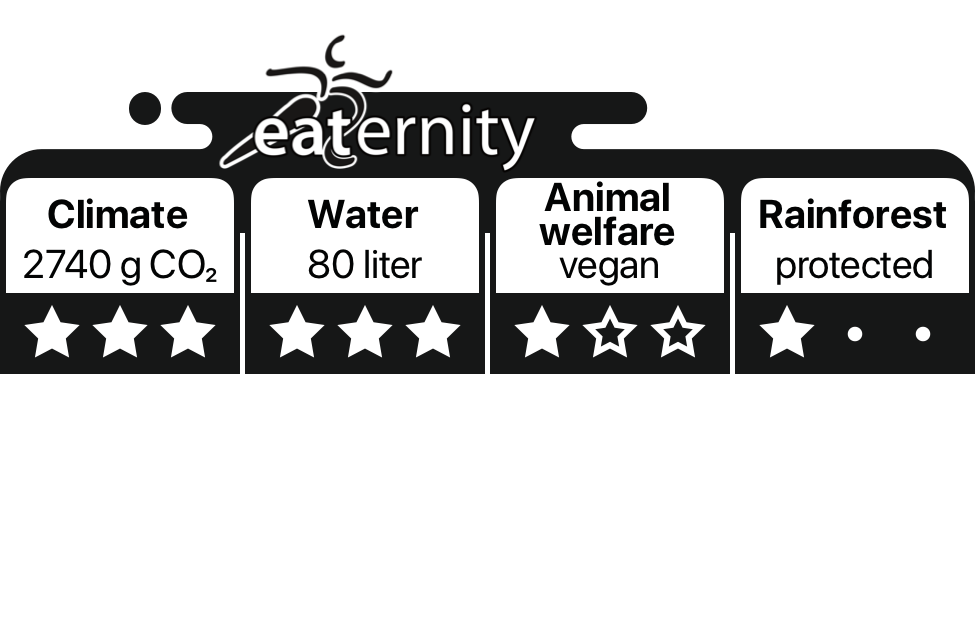 eaternity
Climate
2740 g CO₂
Water
80 liter
Animal
welfare
vegan
Rainforest
protected